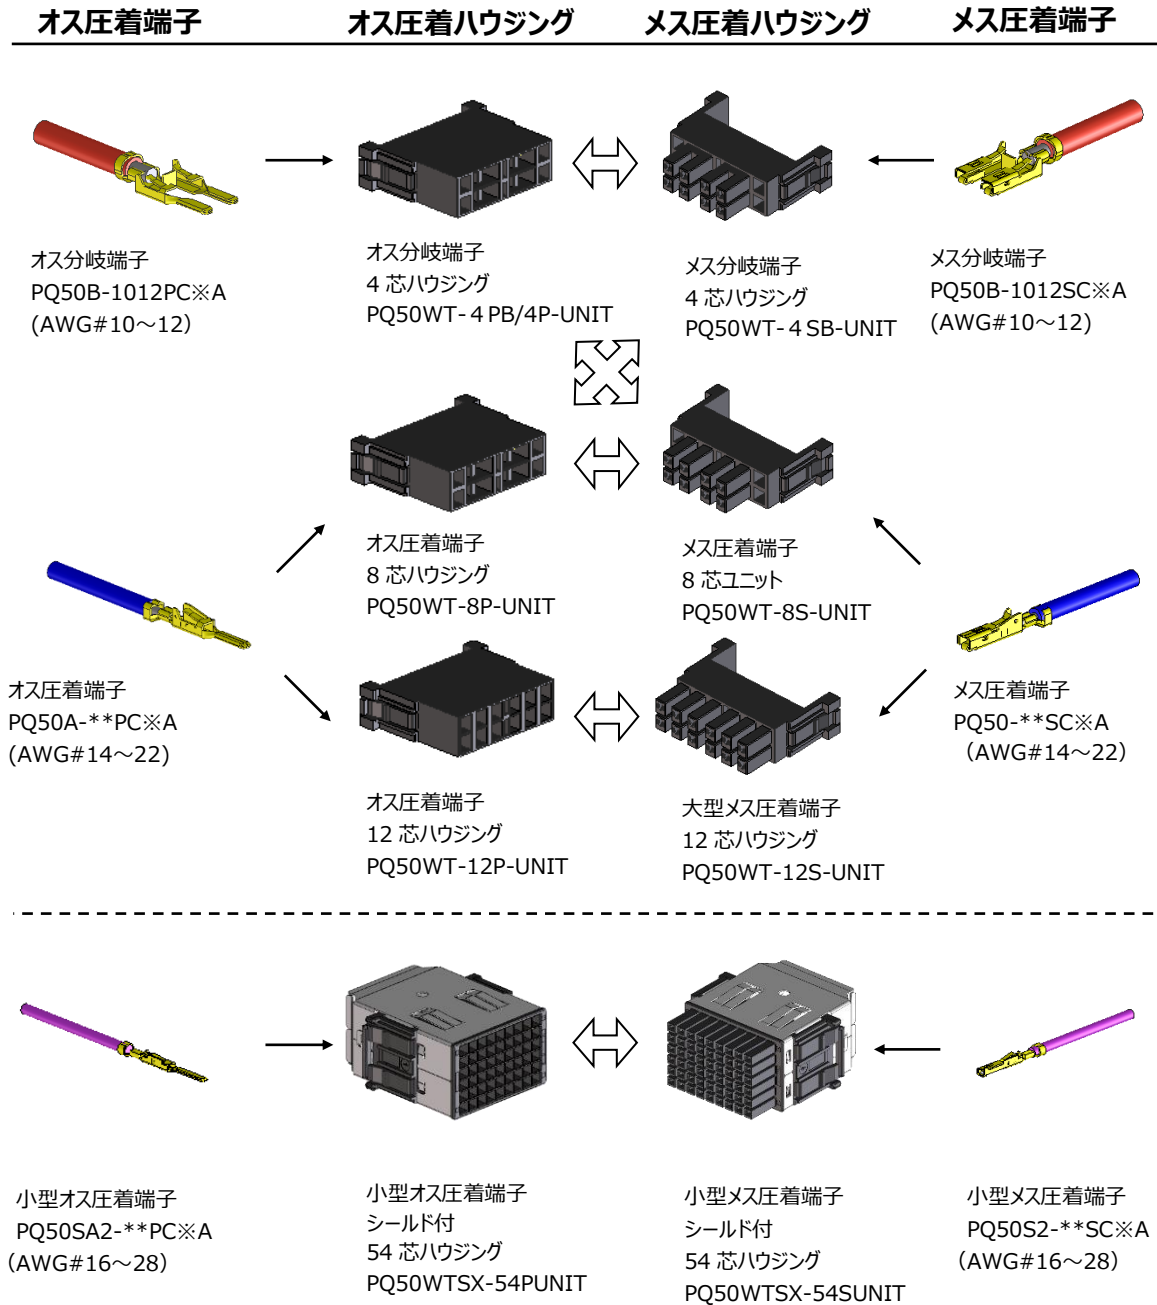 オス圧着端子
オス圧着ハウジング
メス圧着ハウジング
メス圧着端子
オス分岐端子
PQ50B-1012PC※A
(AWG#10～12)
オス分岐端子
4 芯ハウジング
PQ50WT-４PB/4P-UNIT
メス分岐端子
4 芯ハウジング
PQ50WT-４SB-UNIT
メス分岐端子
PQ50B-1012SC※A
(AWG#10～12)
オス圧着端子
8 芯ハウジング
PQ50WT-8P-UNIT
メス圧着端子
8 芯ユニット
PQ50WT-8S-UNIT
オス圧着端子
PQ50A-**PC※A
(AWG#14～22)
メス圧着端子
PQ50-**SC※A
（AWG#14～22）
オス圧着端子
12 芯ハウジング
PQ50WT-12P-UNIT
大型メス圧着端子
12 芯ハウジング
PQ50WT-12S-UNIT
小型オス圧着端子
PQ50SA2-**PC※A
（AWG#16～28）
小型オス圧着端子
シールド付
54 芯ハウジング
PQ50WTSX-54PUNIT
小型メス圧着端子
シールド付
54 芯ハウジング
PQ50WTSX-54SUNIT
小型メス圧着端子
PQ50S2-**SC※A
（AWG#16～28）